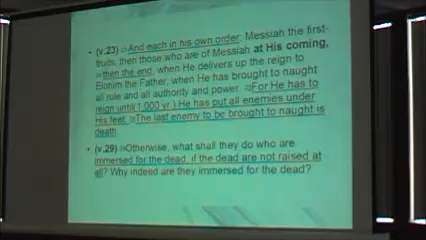 • (v.23) 23And each in his own order: Messiah the first-
fruits, then those who are of Messiah at His coming,
24then the end, when He delivers up the reign to
Elohim the Father, when He has brought to naught
all rule and all authority and power. 25For He has to
reign until(1,000 yr.) He has put all enemies under
His feet. 26The last enemy to be brought to naught is
death.
• (v.29) 29Otherwise, what shall they do who are
immersed for the dead, if the dead are not raised at
all? Why indeed are they immersed for the dead?